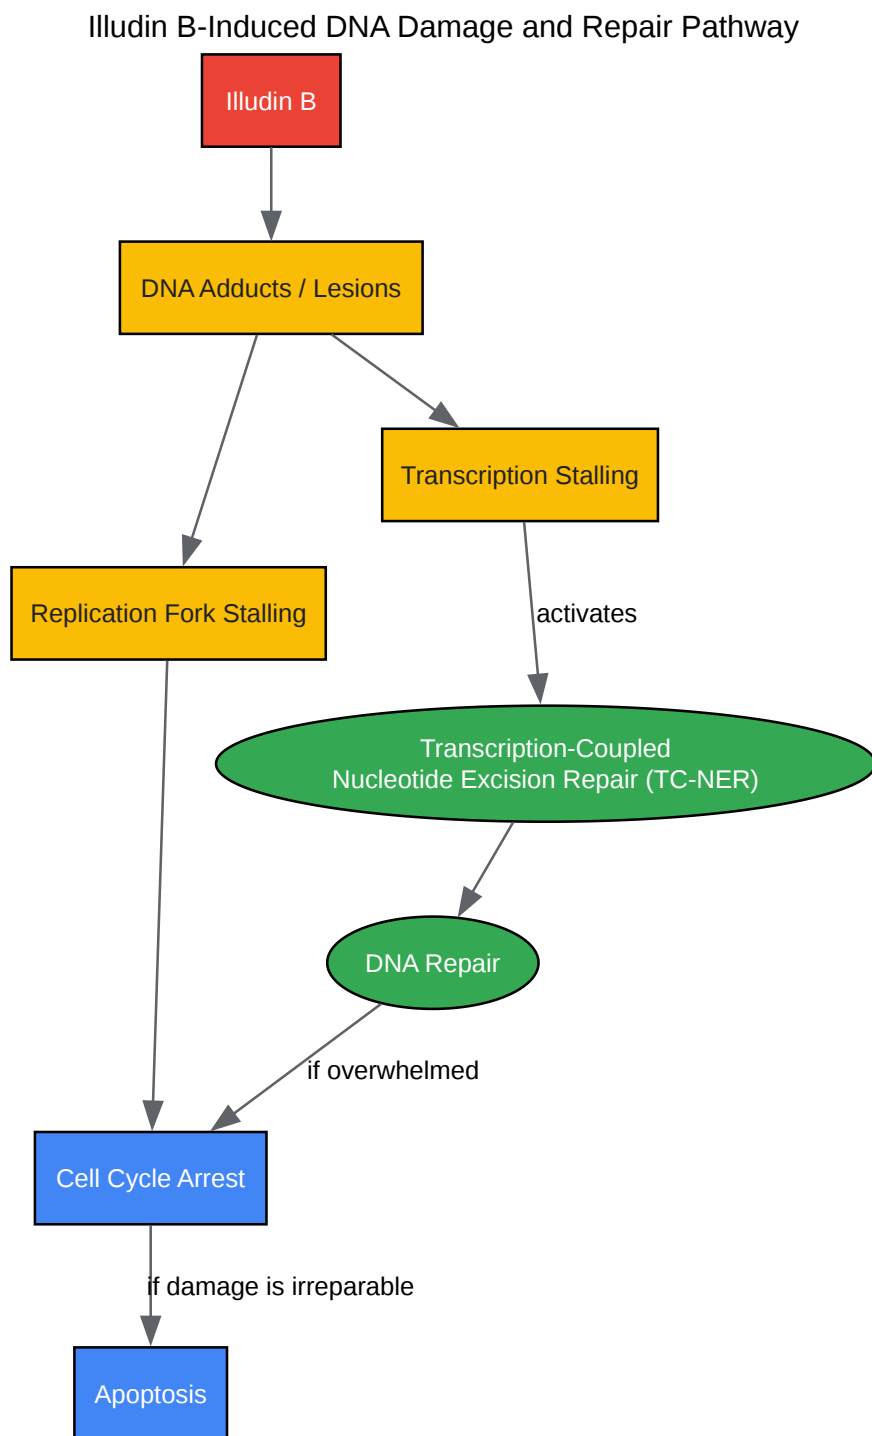 Illudin B-Induced DNA Damage and Repair Pathway
Illudin B
DNA Adducts / Lesions
Transcription Stalling
Replication Fork Stalling
activates
Transcription-Coupled
Nucleotide Excision Repair (TC-NER)
DNA Repair
if overwhelmed
Cell Cycle Arrest
if damage is irreparable
Apoptosis